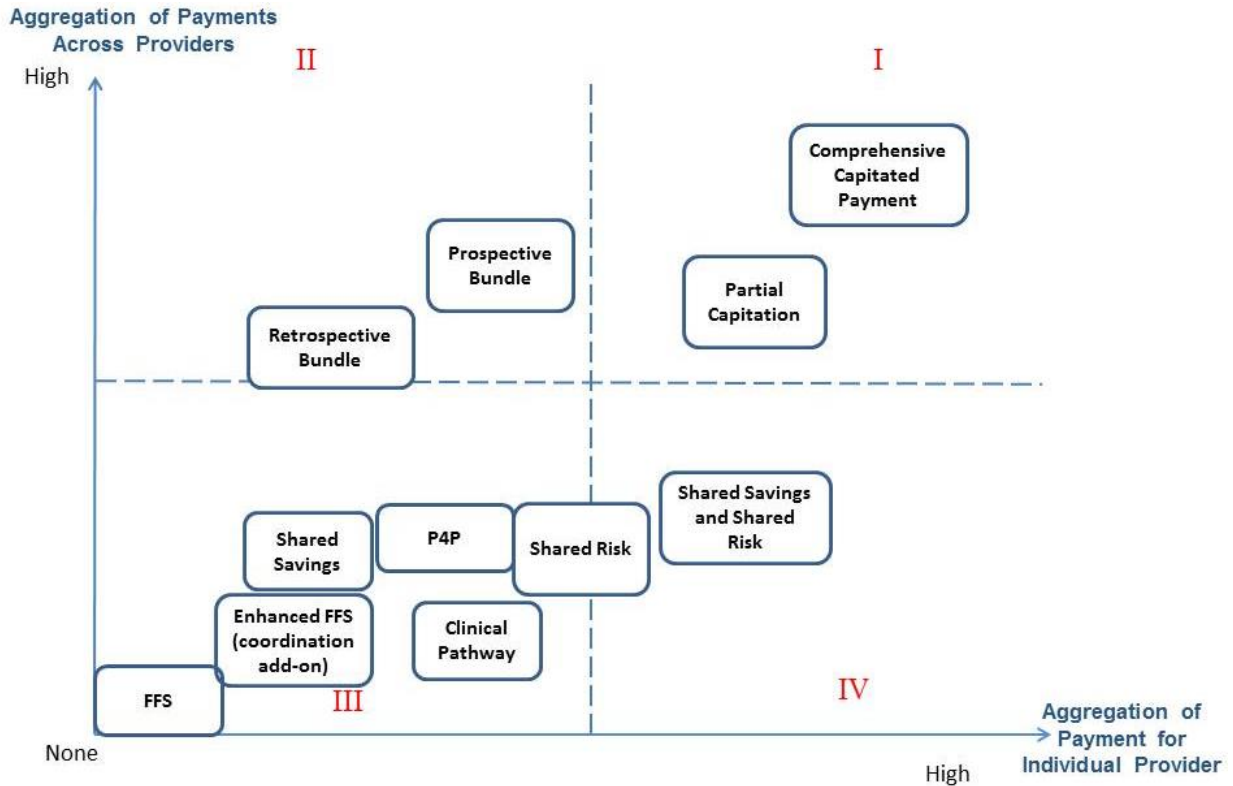 Aggregation of Payments
Across Providers
High
II
I
Comprehensive
Capitated
Payment
Prospective
Bundle
Partial
Capitation
Retrospective
Bundle
Shared
Savings
P4P
Shared Risk
Shared Savings
and Shared
Risk
Enhanced FFS
(coordination
add-on)
Clinical
Pathway
FFS
III
IV
None
High
Aggregation of
Payment for
Individual Provider